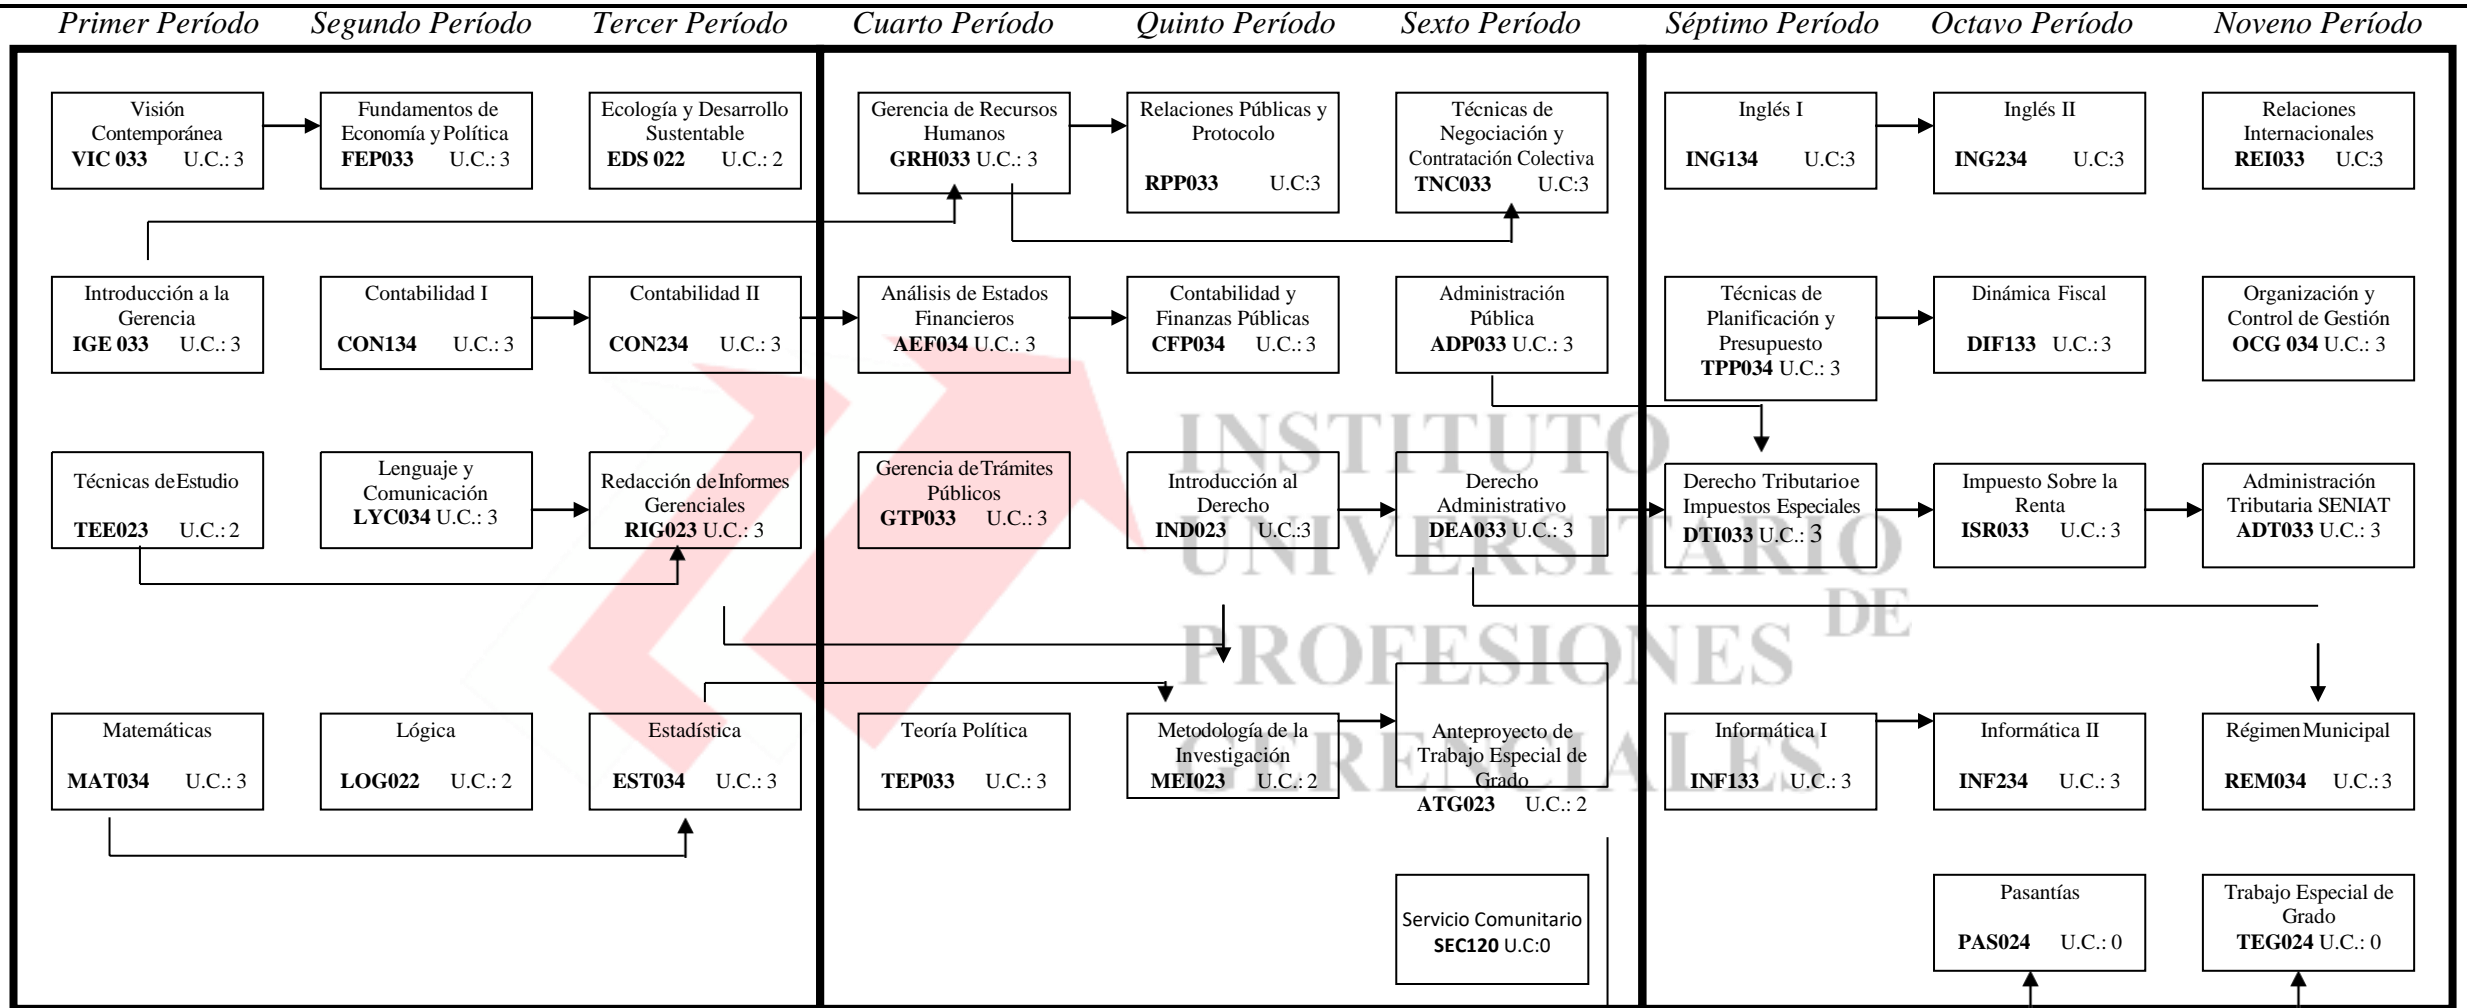 Primer Período Segundo Período Tercer Período Cuarto Período Quinto Período Sexto Período Séptimo Período Octavo Período Noveno Período
Visión
Contemporánea
VIC 033 U.C.: 3
Fundamentos de
Economía y Política
FEP033 U.C.: 3
Ecología y Desarrollo
Sustentable
EDS 022 U.C.: 2
Gerencia de Recursos
Humanos
GRH033 U.C.: 3
Relaciones Públicas y
Protocolo
RPP033 U.C:3
Técnicas de
Negociación y
Contratación Colectiva
TNC033 U.C:3
Inglés I
ING134 U.C:3
Inglés II
ING234 U.C:3
Relaciones
Internacionales
REI033 U.C:3
Introducción a la
Gerencia
IGE 033 U.C.: 3
Contabilidad I
CON134 U.C.: 3
Contabilidad II
CON234 U.C.: 3
Análisis de Estados
Financieros
AEF034 U.C.: 3
Contabilidad y
Finanzas Públicas
CFP034 U.C.: 3
Administración
Pública
ADP033 U.C.: 3
Técnicas de
Planificación y
Presupuesto
TPP034 U.C.: 3
Dinámica Fiscal
DIF133 U.C.: 3
Organización y
Control de Gestión
OCG 034 U.C.: 3
Técnicas de Estudio
TEE023 U.C.: 2
Lenguaje y
Comunicación
LYC034 U.C.: 3
Redacción de Informes
Gerenciales
RIG023 U.C.: 3
Gerencia de Trámites
Públicos
GTP033 U.C.: 3
Introducción al
Derecho
IND023 U.C.:3
Derecho
Administrativo
DEA033 U.C.: 3
Derecho Tributario e
Impuestos Especiales
DTI033 U.C.: 3
Impuesto Sobre la
Renta
ISR033 U.C.: 3
Administración
Tributaria SENIAT
ADT033 U.C.: 3
Matemáticas
MAT034 U.C.: 3
Lógica
LOG022 U.C.: 2
Estadística
EST034 U.C.: 3
Teoría Política
TEP033 U.C.: 3
Metodología de la
Investigación
MEI023 U.C.: 2
Anteproyecto de
Trabajo Especial de
Grado
ATG023 U.C.: 2
Informática I
INF133 U.C.: 3
Informática II
INF234 U.C.: 3
Régimen Municipal
REM034 U.C.: 3
Servicio Comunitario
SEC120 U.C:0
Pasantías
PAS024 U.C.: 0
Trabajo Especial de
Grado
TEG024 U.C.: 0
INSTITUTO
UNIVERSITARIO
DE
PROFESIONES
GERENCIALES